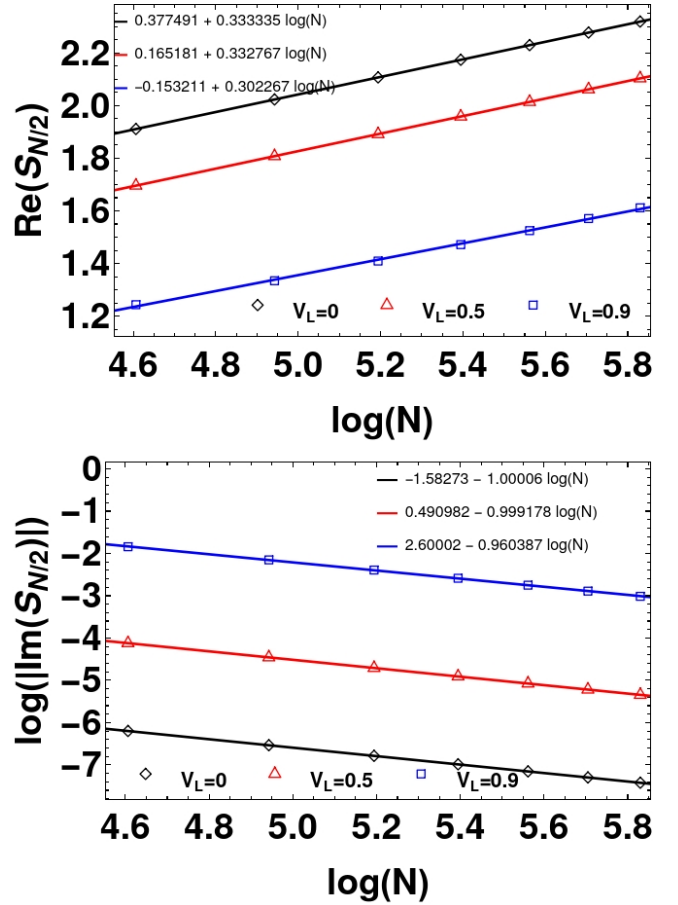 0.377491 + 0.333335 log(N)
0.165181 + 0.332767 log(N)
−0.153211 + 0.302267 log(N)
Re(S_{N/2})
2.2
2.0
1.8
1.6
1.4
1.2
V_L=0 V_L=0.5 V_L=0.9
4.6 4.8 5.0 5.2 5.4 5.6 5.8
log(N)
−1.58273 − 1.00006 log(N)
0.490982 − 0.999178 log(N)
2.60002 − 0.960387 log(N)
log(|Im(S_{N/2})|)
0
−1
−2
−3
−4
−5
−6
−7
V_L=0 V_L=0.5 V_L=0.9
4.6 4.8 5.0 5.2 5.4 5.6 5.8
log(N)